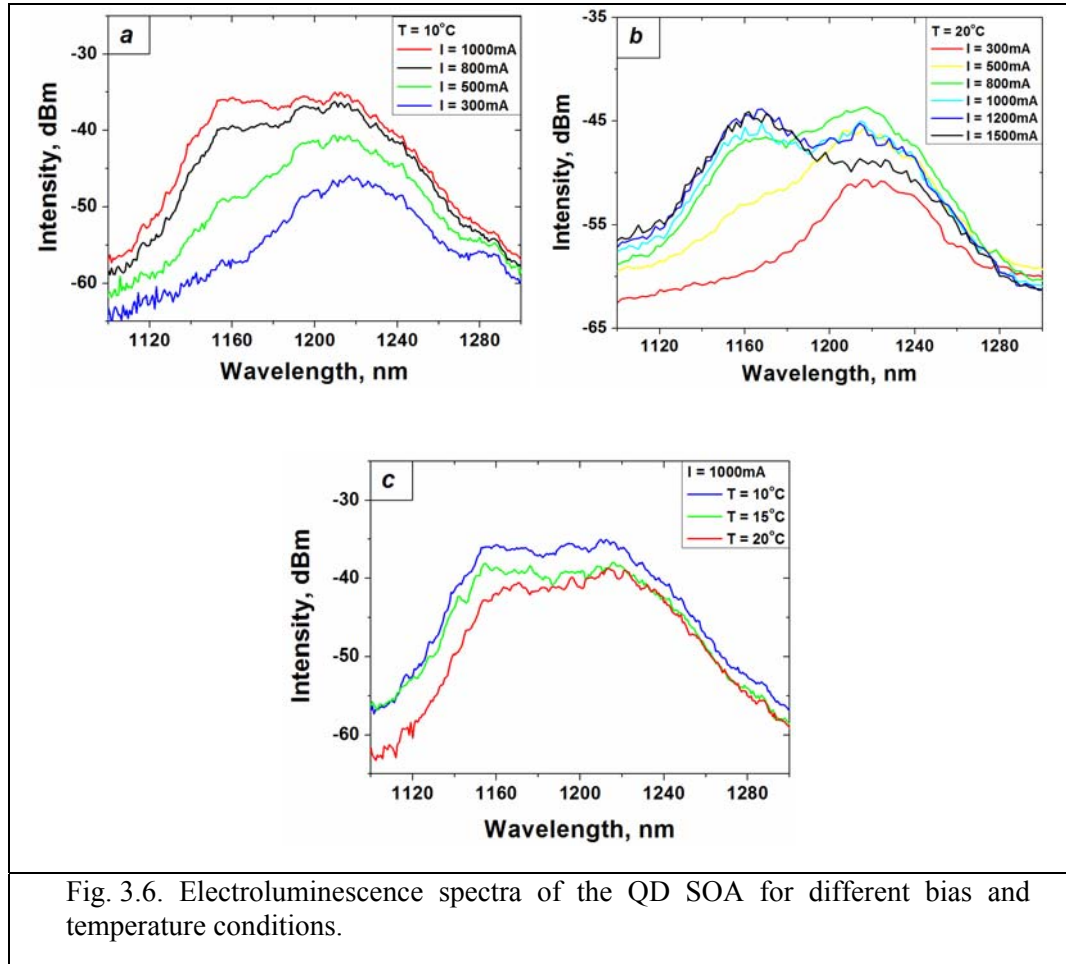 a
T = 10°C
I = 1000mA
I = 800mA
I = 500mA
I = 300mA
-30
-40
-50
-60
Intensity, dBm
1120 1160 1200 1240 1280
Wavelength, nm
b
T = 20°C
I = 300mA
I = 500mA
I = 800mA
I = 1000mA
I = 1200mA
I = 1500mA
-35
-45
-55
-65
Intensity, dBm
1120 1160 1200 1240 1280
Wavelength, nm
c
I = 1000mA
T = 10°C
T = 15°C
T = 20°C
-30
-40
-50
-60
Intensity, dBm
1120 1160 1200 1240 1280
Wavelength, nm
Fig. 3.6. Electroluminescence spectra of the QD SOA for different bias and
temperature conditions.